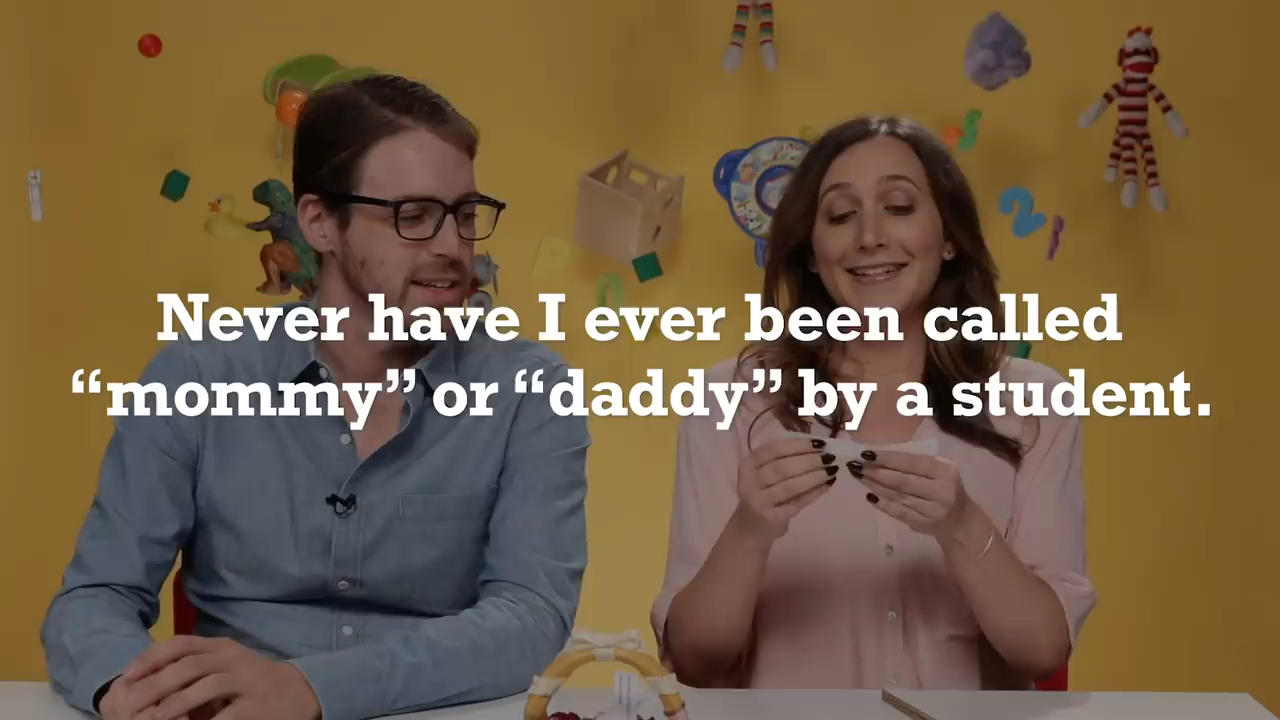 Never have I ever been called
“mommy” or “daddy” by a student.